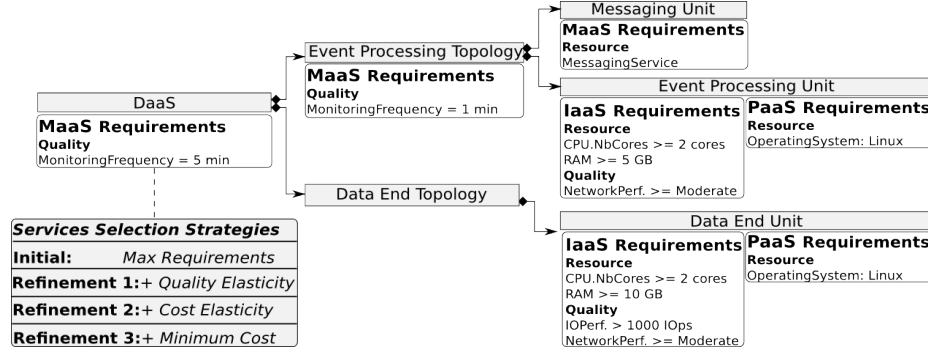 DaaS
MaaS Requirements
Quality
MonitoringFrequency = 5 min
Services Selection Strategies
Initial: Max Requirements
Refinement 1:+ Quality Elasticity
Refinement 2:+ Cost Elasticity
Refinement 3:+ Minimum Cost
Event Processing Topology
MaaS Requirements
Quality
MonitoringFrequency = 1 min
Data End Topology
Messaging Unit
MaaS Requirements
Resource
MessagingService
Event Processing Unit
IaaS Requirements
Resource
CPU.NbCores >= 2 cores
RAM >= 5 GB
Quality
NetworkPerf. >= Moderate
PaaS Requirements
Resource
OperatingSystem: Linux
Data End Unit
IaaS Requirements
Resource
CPU.NbCores >= 2 cores
RAM >= 10 GB
Quality
IOPerf. > 1000 IOps
NetworkPerf. >= Moderate
PaaS Requirements
Resource
OperatingSystem: Linux